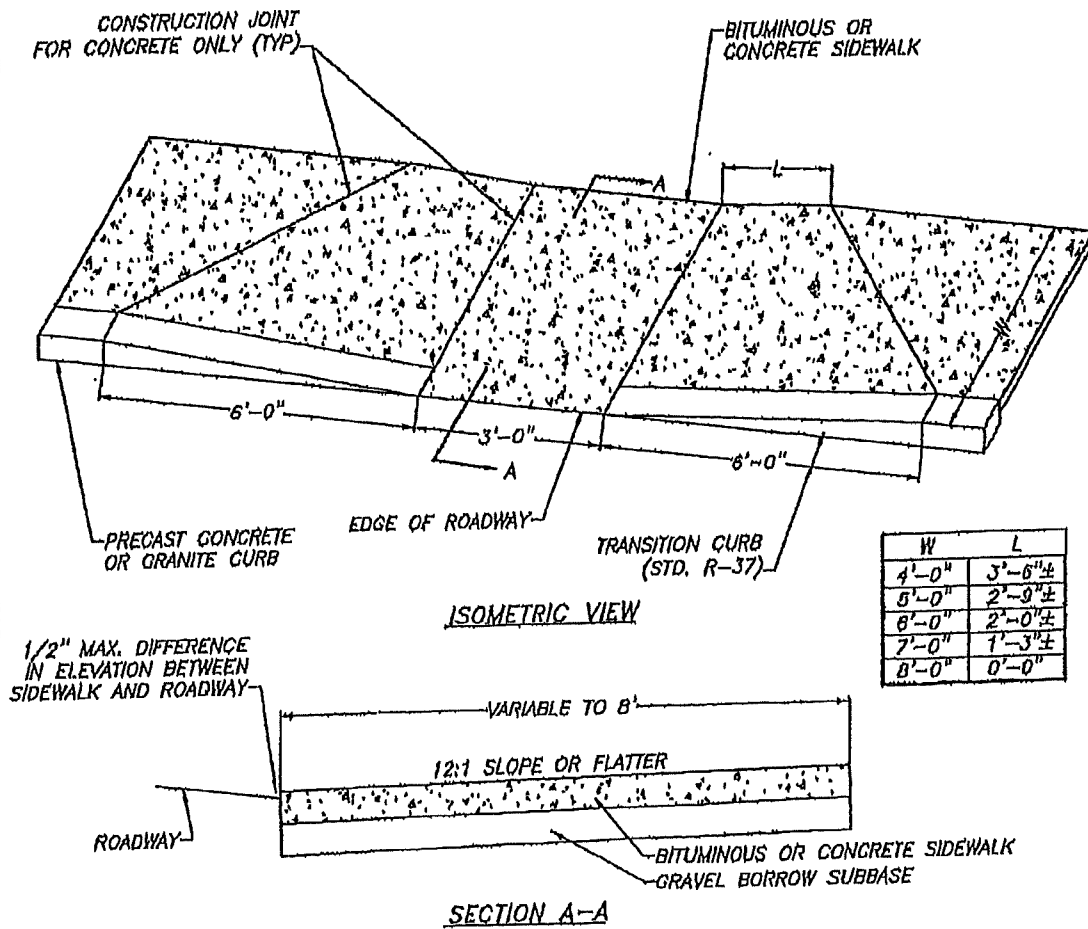 CONSTRUCTION JOINT
FOR CONCRETE ONLY (TYP)
BITUMINOUS OR
CONCRETE SIDEWALK
L
A
W
6'-0"
3'-0"
6'-0"
A
PRECAST CONCRETE
OR GRANITE CURB
EDGE OF ROADWAY
TRANSITION CURB
(STD. R-37)
ISOMETRIC VIEW
W L
4'-0" 3'-6"±
5'-0" 2'-9"±
6'-0" 2'-0"±
7'-0" 1'-3"±
8'-0" 0'-0"
1/2" MAX. DIFFERENCE
IN ELEVATION BETWEEN
SIDEWALK AND ROADWAY
VARIABLE TO 8'
12:1 SLOPE OR FLATTER
ROADWAY
BITUMINOUS OR CONCRETE SIDEWALK
GRAVEL BORROW SUBBASE
SECTION A-A